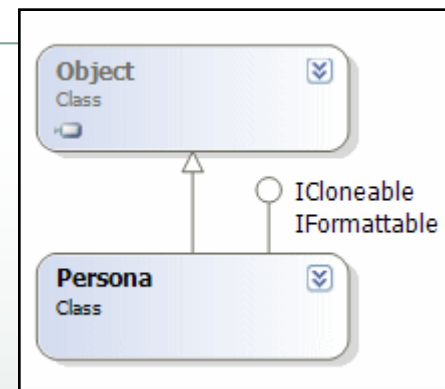 Object
Class
ICloneable
IFormattable
Persona
Class